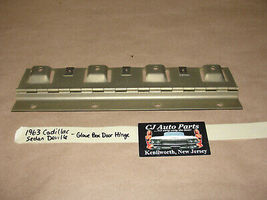 1963 Cadillac
Sedan DeVille - Glove Box Door Hinge
CJ Auto Parts
Kenilworth, New Jersey